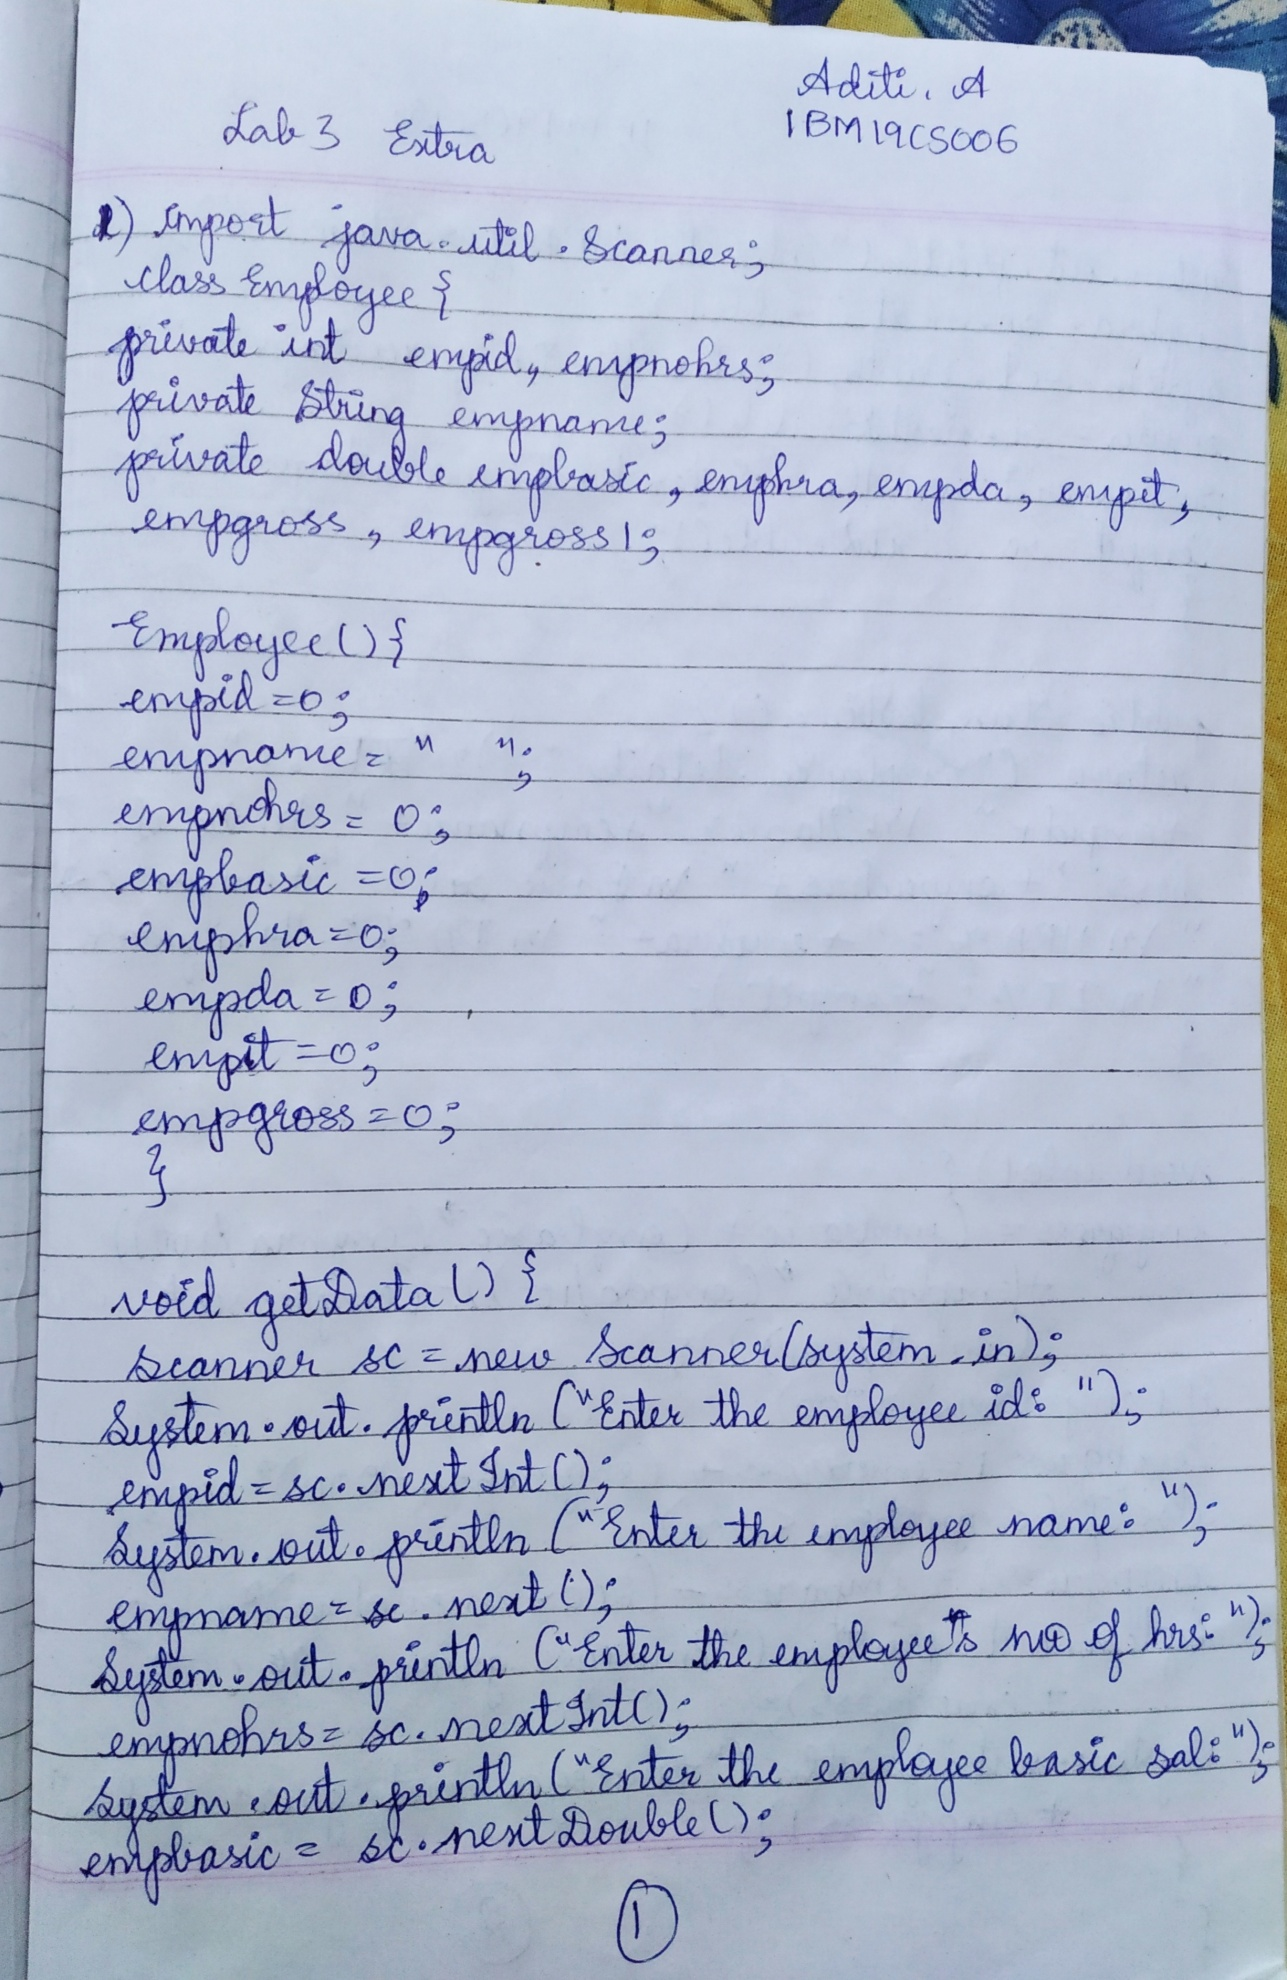 Aditi. A
1BM19CS006
Lab 3 Extra
1) import java.util.Scanner;
class Employee {
private int empid, empnohrs;
private String empname;
private double empbasic, emphra, empda, empit,
empgross, empgross1;
Employee() {
empid =0;
empname = "  ";
empnohrs = 0;
empbasic =0;
emphra=0;
empda = 0;
empit =0;
empgross=0;
}
void getData() {
Scanner sc = new Scanner(System.in);
System.out.println ("Enter the employee id: ");
empid = sc.nextInt();
System.out.println ("Enter the employee name: ");
empname = sc.next();
System.out.println ("Enter the employee's no of hrs: ");
empnohrs = sc.nextInt();
System.out.println ("Enter the employee basic sal: ");
empbasic = sc.nextDouble();
1